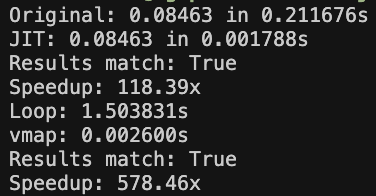 Original: 0.08463 in 0.211676s
JIT: 0.08463 in 0.001788s
Results match: True
Speedup: 118.39x
Loop: 1.503831s
vmap: 0.002600s
Results match: True
Speedup: 578.46x